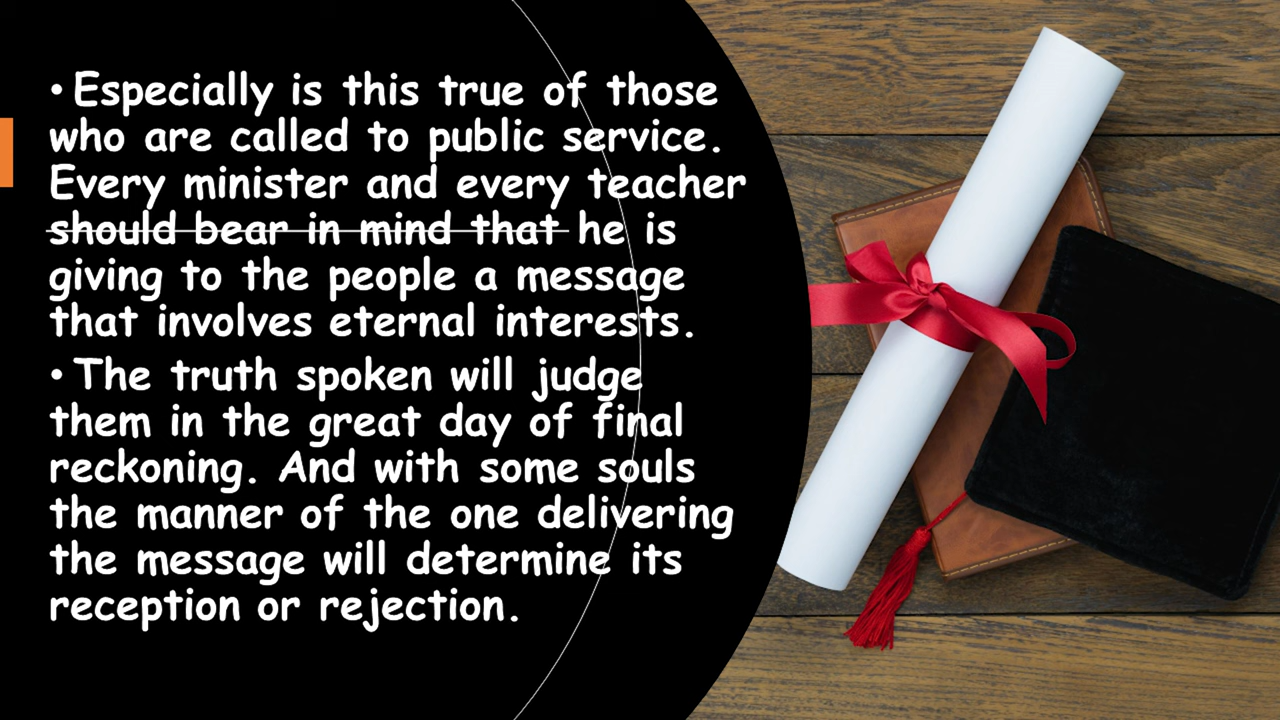 • Especially is this true of those
who are called to public service.
Every minister and every teacher
should bear in mind that he is
giving to the people a message
that involves eternal interests.
• The truth spoken will judge
them in the great day of final
reckoning. And with some souls
the manner of the one delivering
the message will determine its
reception or rejection.